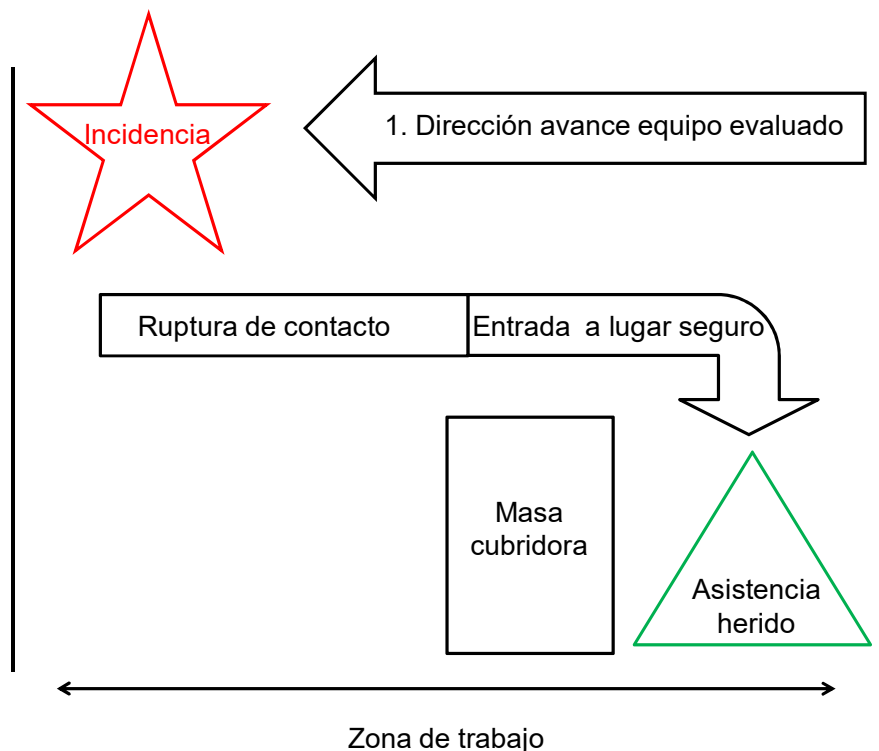 Incidencia
1. Dirección avance equipo evaluado
Ruptura de contacto
Entrada a lugar seguro
Masa
cubridora
Asistencia
herido
Zona de trabajo